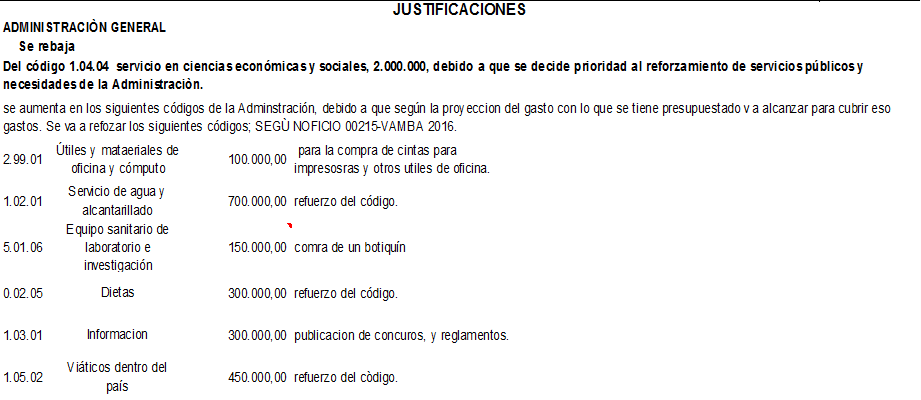 JUSTIFICACIONES
ADMINISTRACIÒN GENERAL
Se rebaja
Del código 1.04.04 servicio en ciencias económicas y sociales, 2.000.000, debido a que se decide prioridad al reforzamiento de servicios públicos y
necesidades de la Administraciòn.
se aumenta en los siguientes códigos de la Adminstración, debido a que según la proyeccion del gasto con lo que se tiene presupuestado v a alcanzar para cubrir eso
gastos. Se va a refozar los siguientes códigos; SEGÙ NOFICIO 00215-VAMBA 2016.
2.99.01 Útiles y mataeriales de oficina y cómputo 100.000,00 para la compra de cintas para impresosras y otros utiles de oficina.
1.02.01 Servicio de agua y alcantarillado 700.000,00 refuerzo del código.
5.01.06 Equipo sanitario de laboratorio e investigación 150.000,00 comra de un botiquín
0.02.05 Dietas 300.000,00 refuerzo del código.
1.03.01 Informacion 300.000,00 publicacion de concuros, y reglamentos.
1.05.02 Viáticos dentro del país 450.000,00 refuerzo del còdigo.